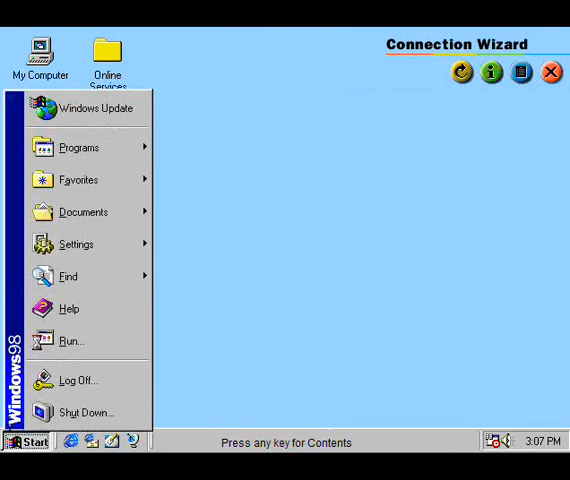 Connection Wizard
My Computer
Online
Services
Windows Update
Programs
Favorites
Documents
Settings
Find
Help
Run...
Log Off...
Shut Down...
Windows98
Start
Press any key for Contents
3:07 PM